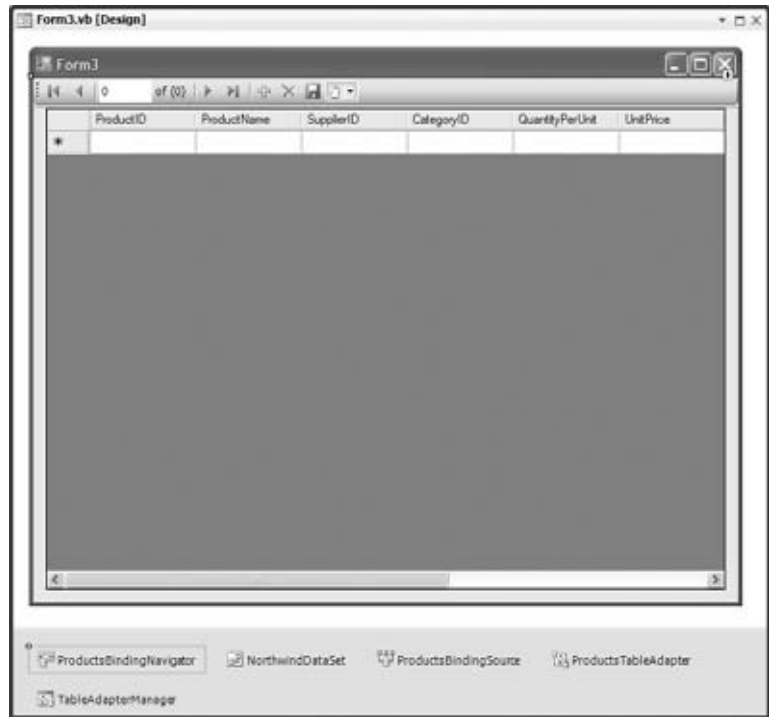 Form3.vb [Design]
Form3
0 of {0}
ProductID ProductName SupplierID CategoryID QuantityPerUnit UnitPrice
ProductsBindingNavigator NorthwindDataSet ProductsBindingSource ProductsTableAdapter
TableAdapterManager